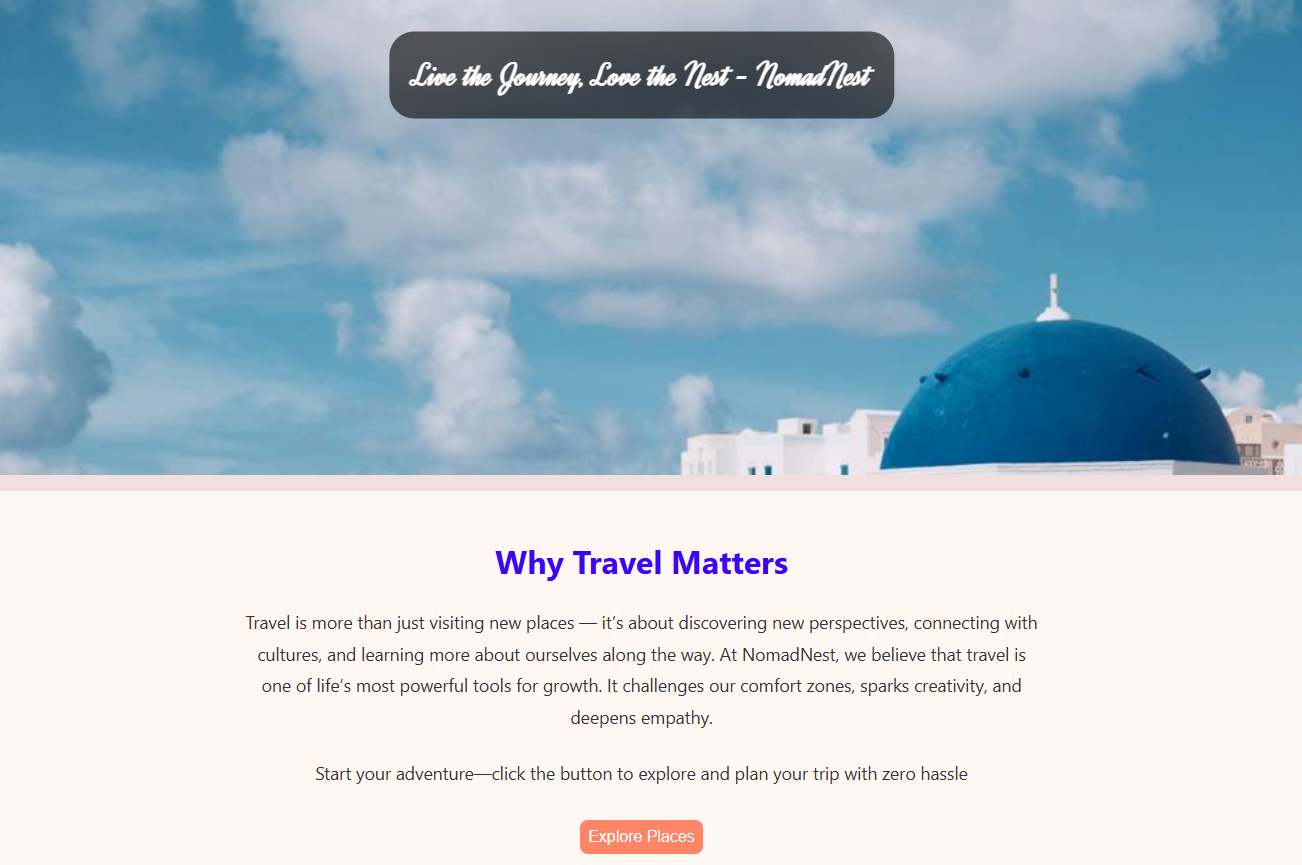 Live the Journey, Love the Nest - NomadNest
Why Travel Matters
Travel is more than just visiting new places — it’s about discovering new perspectives, connecting with
cultures, and learning more about ourselves along the way. At NomadNest, we believe that travel is
one of life’s most powerful tools for growth. It challenges our comfort zones, sparks creativity, and
deepens empathy.
Start your adventure—click the button to explore and plan your trip with zero hassle
Explore Places